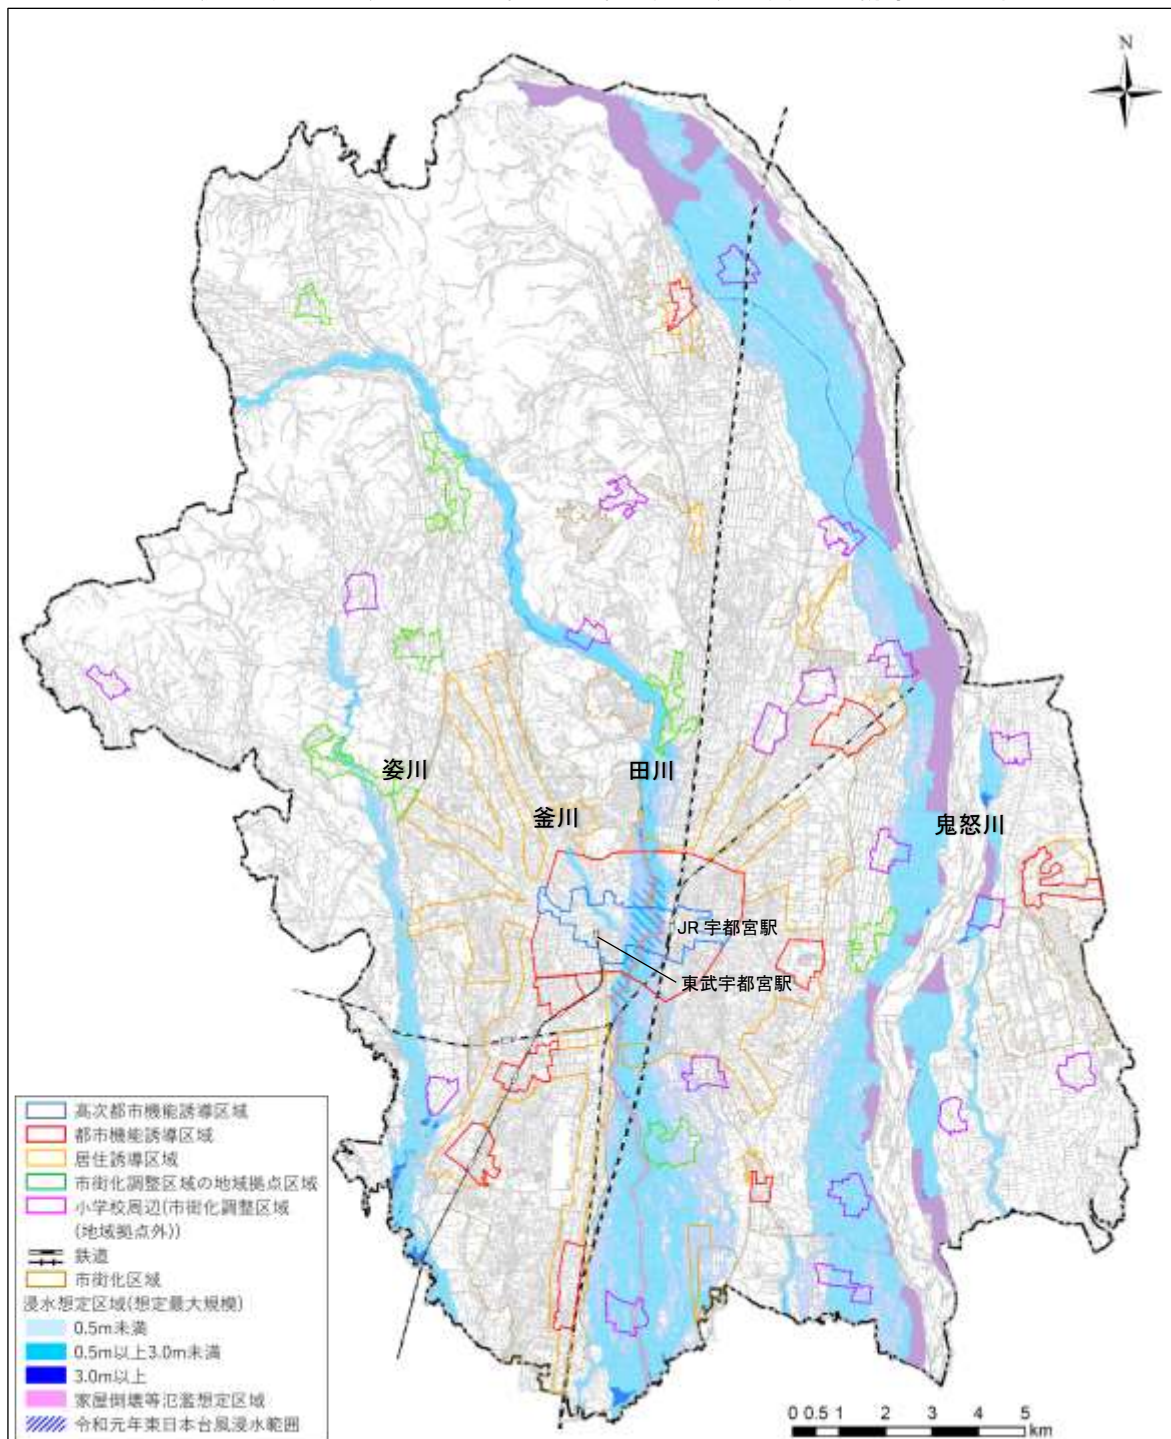 N
姿川
田川
釜川
鬼怒川
JR 宇都宮駅
東武宇都宮駅
高次都市機能誘導区域
都市機能誘導区域
居住誘導区域
市街化調整区域の地域拠点区域
小学校周辺(市街化調整区域
(地域拠点外))
鉄道
市街化区域
浸水想定区域(想定最大規模)
0.5m未満
0.5m以上3.0m未満
3.0m以上
家屋倒壊等氾濫想定区域
令和元年東日本台風浸水範囲
0 0.5 1 2 3 4 5
km